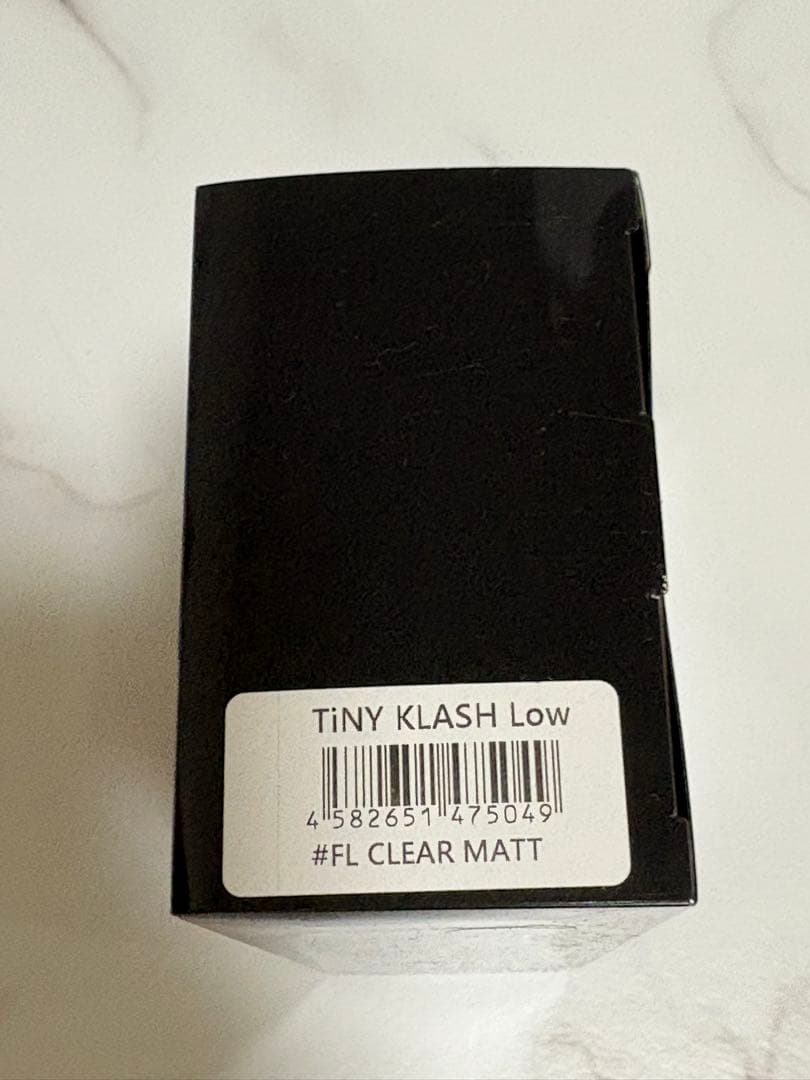 TiNY KLASH Low
4 582651 475049
#FL CLEAR MATT